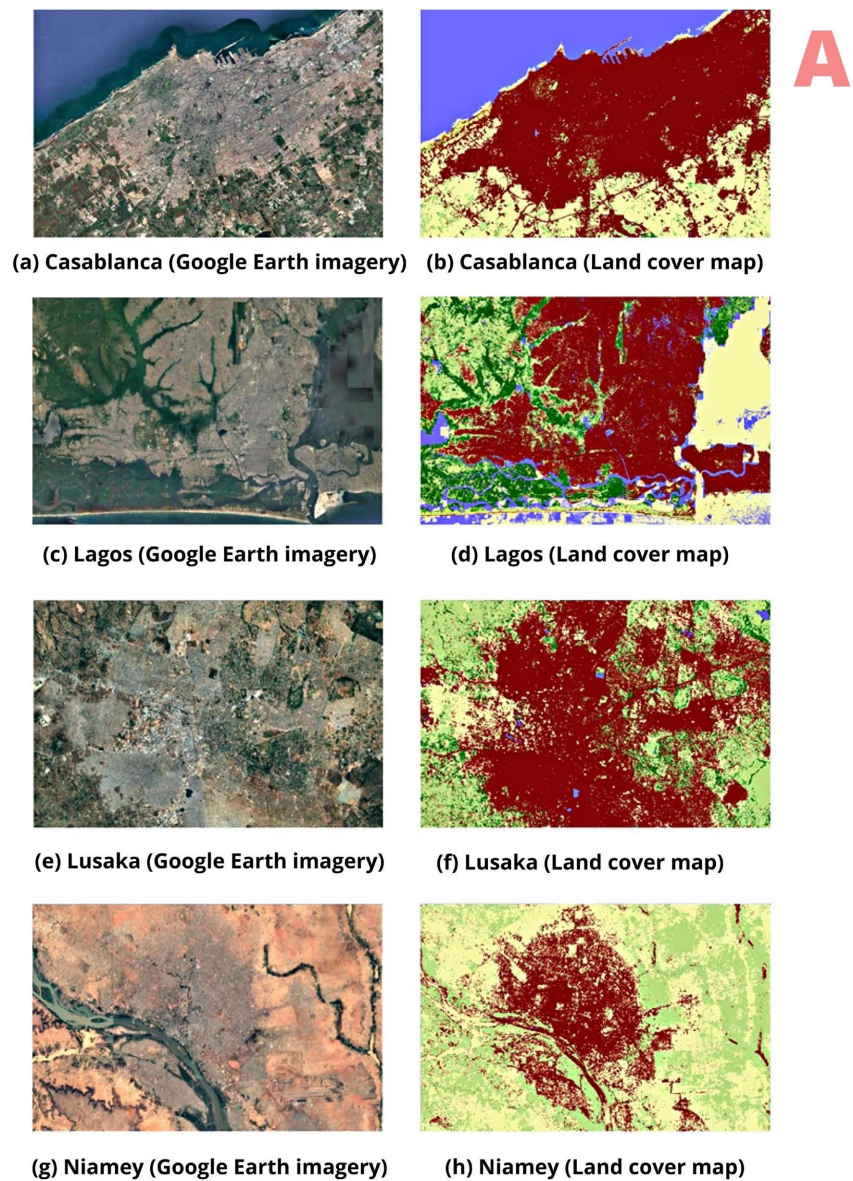 A
(a) Casablanca (Google Earth imagery)
(b) Casablanca (Land cover map)
(c) Lagos (Google Earth imagery)
(d) Lagos (Land cover map)
(e) Lusaka (Google Earth imagery)
(f) Lusaka (Land cover map)
(g) Niamey (Google Earth imagery)
(h) Niamey (Land cover map)